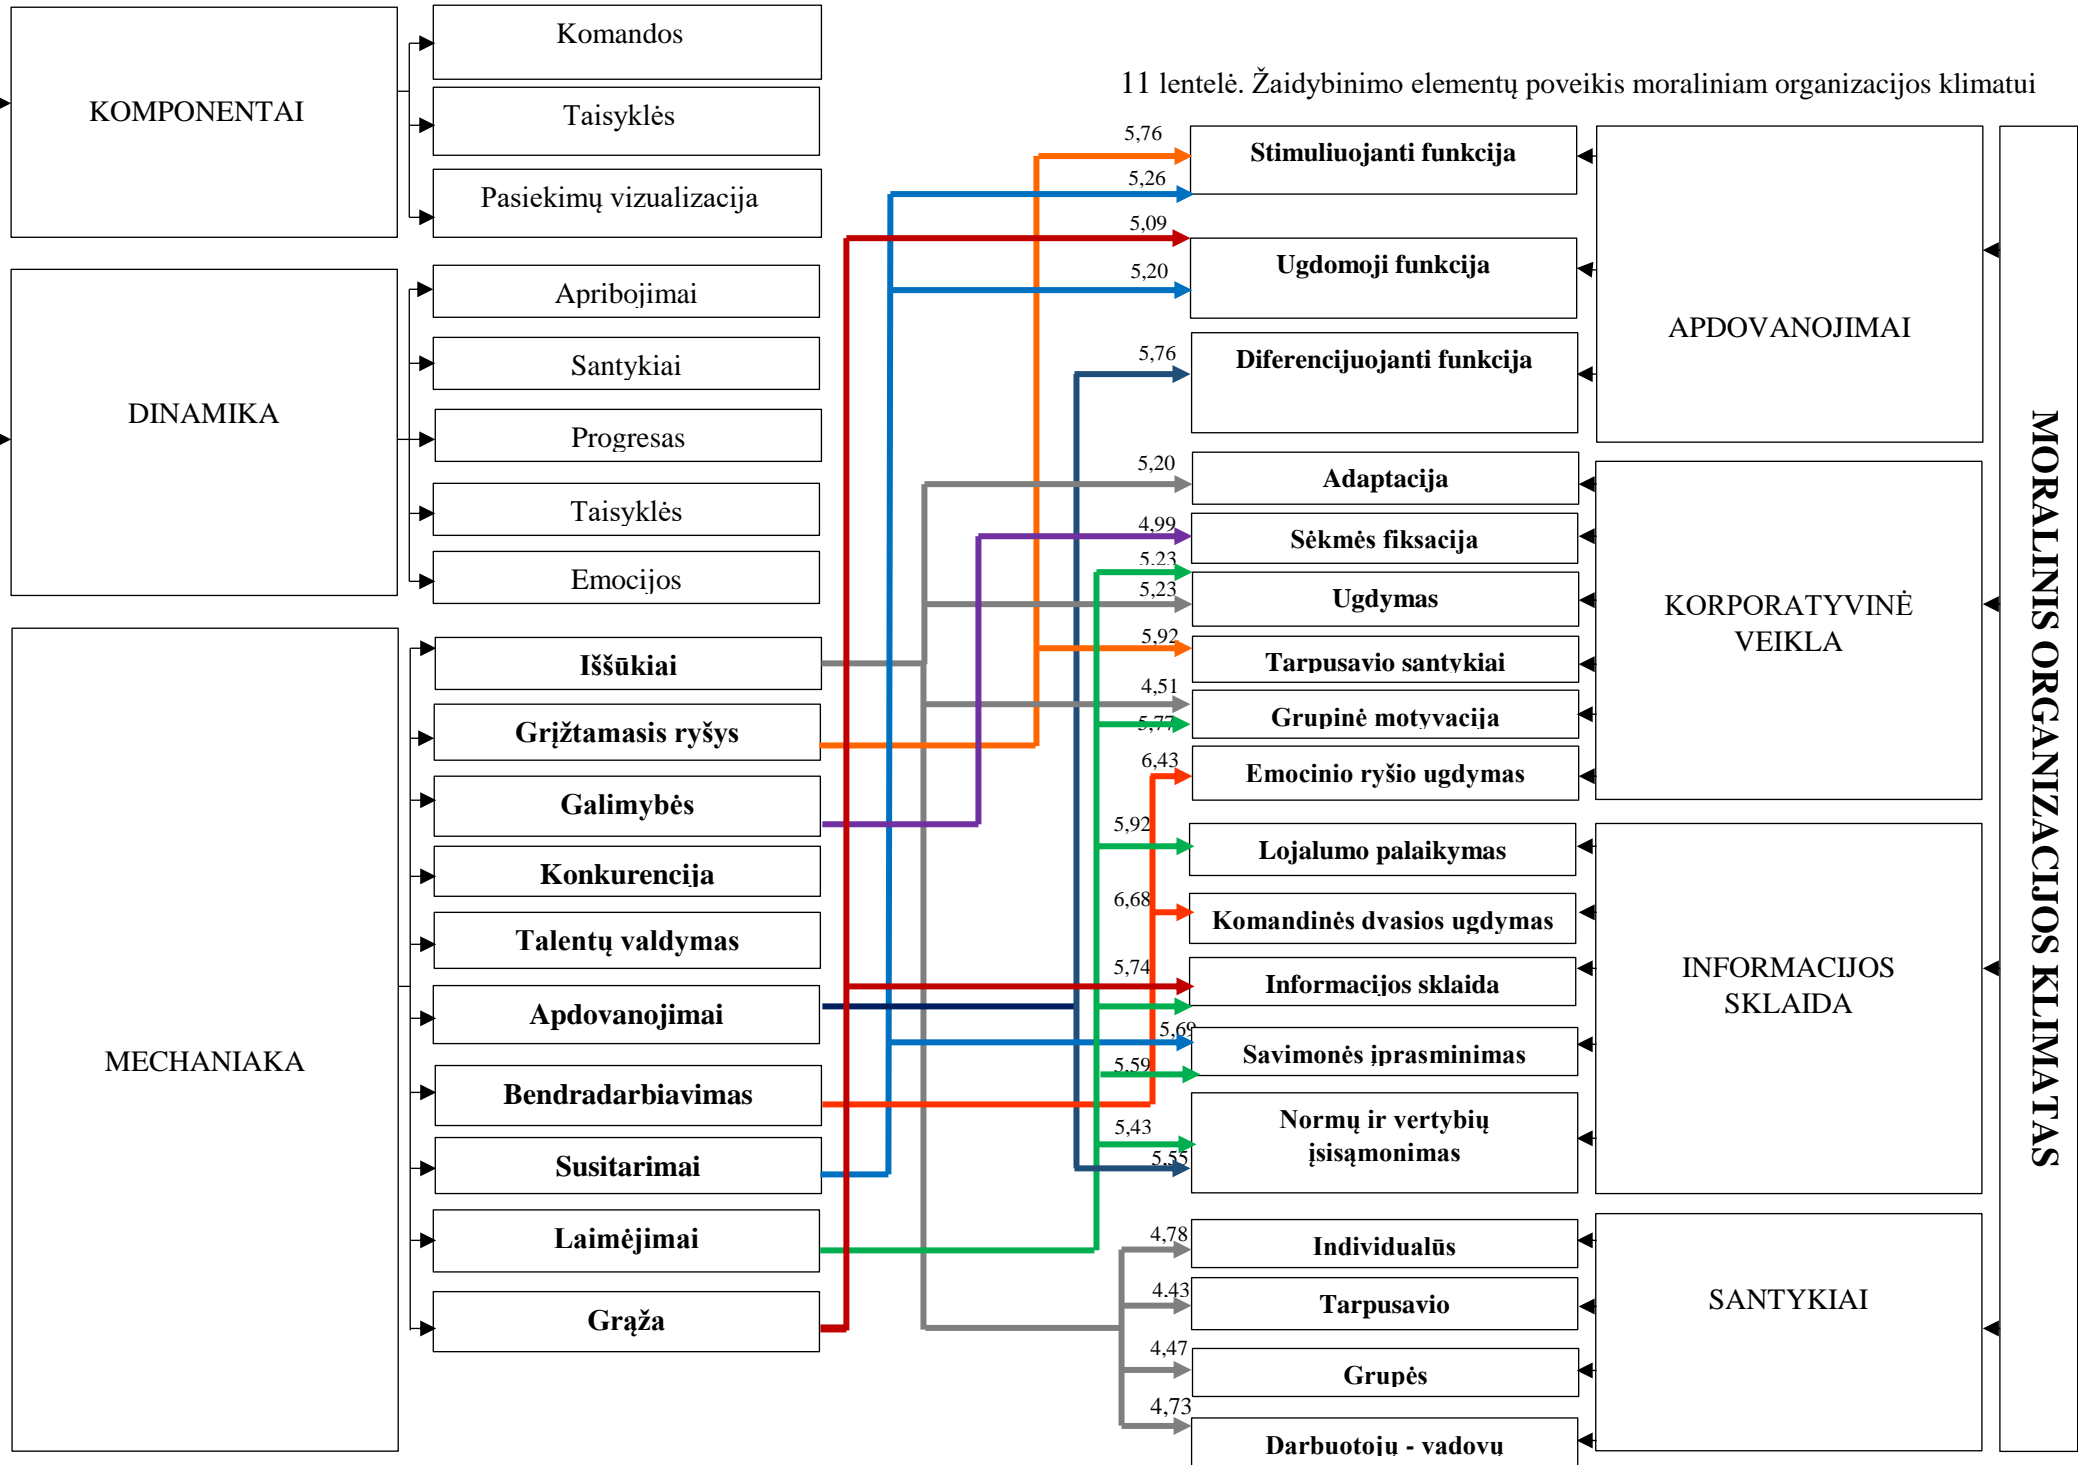 11 lentelė. Žaidybinimo elementų poveikis moraliniam organizacijos klimatui
KOMPONENTAI
Komandos
Taisyklės
Pasiekimų vizualizacija
DINAMIKA
Apribojimai
Santykiai
Progresas
Taisyklės
Emocijos
MECHANIAKA
Iššūkiai
Grįžtamasis ryšys
Galimybės
Konkurencija
Talentų valdymas
Apdovanojimai
Bendradarbiavimas
Susitarimai
Laimėjimai
Grąža
5,76
5,26
5,09
5,20
5,76
5,20
4,99
5,23
5,23
5,92
4,51
5,77
6,43
5,92
6,68
5,74
5,69
5,59
5,43
5,55
4,78
4,43
4,47
4,73
Stimuliuojanti funkcija
Ugdomoji funkcija
Diferencijuojanti funkcija
Adaptacija
Sėkmės fiksacija
Ugdymas
Tarpusavio santykiai
Grupinė motyvacija
Emocinio ryšio ugdymas
Lojalumo palaikymas
Komandinės dvasios ugdymas
Informacijos sklaida
Savimonės įprasminimas
Normų ir vertybių
įsisąmonimas
Individualūs
Tarpusavio
Grupės
Darbuotojų - vadovų
APDOVANOJIMAI
KORPORATYVINĖ
VEIKLA
INFORMACIJOS
SKLAIDA
SANTYKIAI
MORALINIS ORGANIZACIJOS KLIMATAS